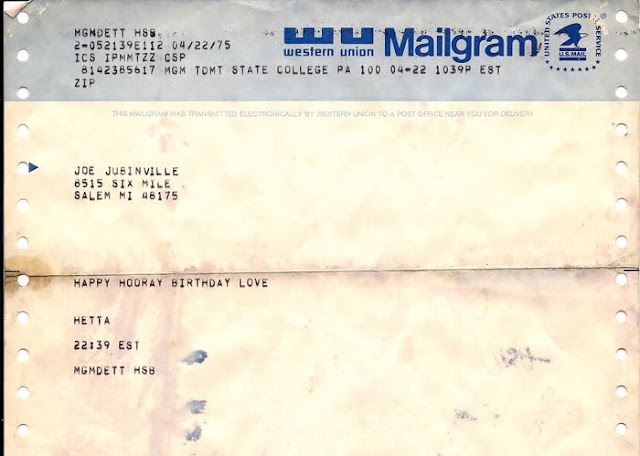 MGMDETT HSB
2-052139E112 04/22/75
ICS IPNMTZZ CSP
8142385617 MGM TDMT STATE COLLEGE PA 100 04-22 1039P EST
ZIP
western union Mailgram
UNITED STATES POSTAL SERVICE
U.S.MAIL
THIS MAILGRAM WAS TRANSMITTED ELECTRONICALLY BY WESTERN UNION TO A POST OFFICE NEAR YOU FOR DELIVERY
JOE JUBINVILLE
8515 SIX MILE
SALEM MI 48175
HAPPY HOORAY BIRTHDAY LOVE
HETTA
22:39 EST
MGMDETT HSB